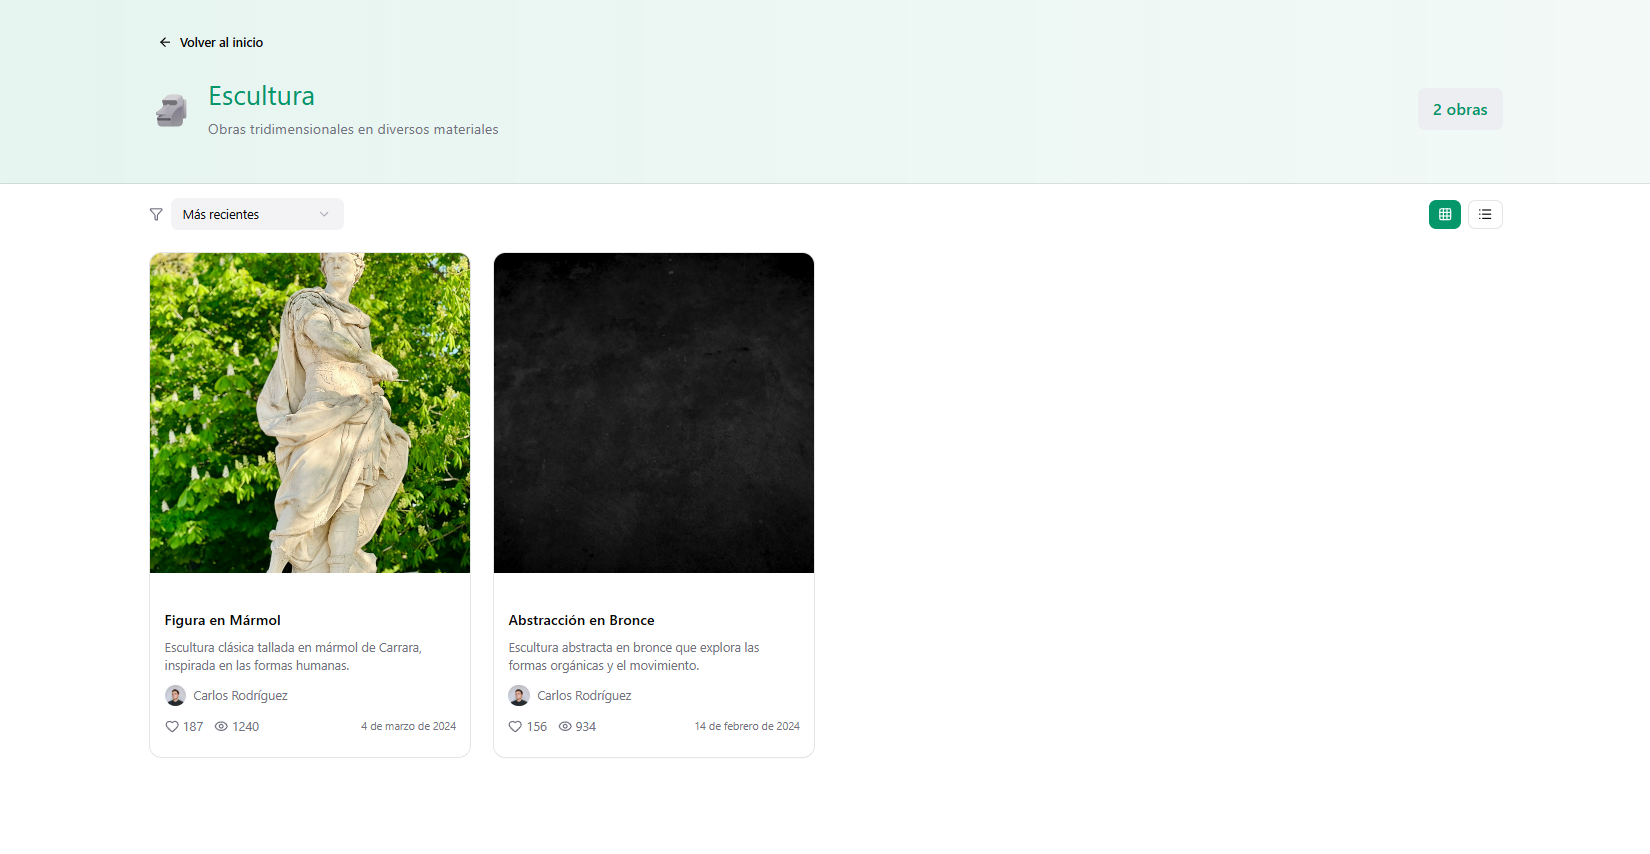 Volver al inicio
Escultura
Obras tridimensionales en diversos materiales
2 obras
Más recientes
Figura en Mármol
Escultura clásica tallada en mármol de Carrara,
inspirada en las formas humanas.
Carlos Rodríguez
187 1240 4 de marzo de 2024
Abstracción en Bronce
Escultura abstracta en bronce que explora las
formas orgánicas y el movimiento.
Carlos Rodríguez
156 934 14 de febrero de 2024